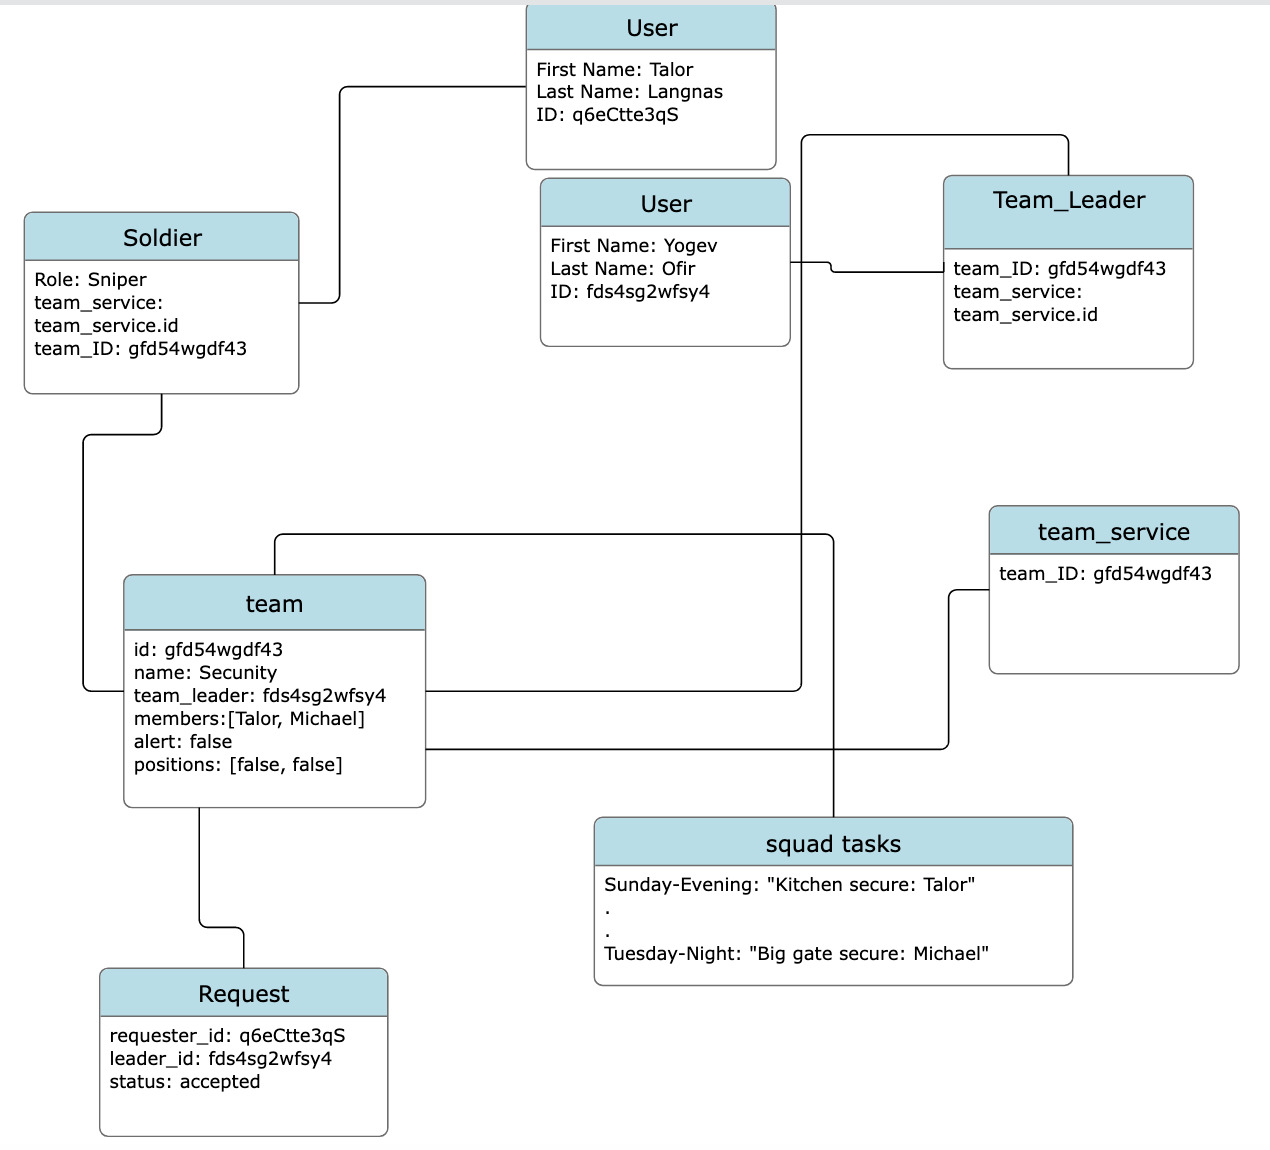 User
First Name: Talor
Last Name: Langnas
ID: q6eCtte3qS
User
First Name: Yogev
Last Name: Ofir
ID: fds4sg2wfsy4
Team_Leader
team_ID: gfd54wgdf43
team_service:
team_service.id
Soldier
Role: Sniper
team_service:
team_service.id
team_ID: gfd54wgdf43
team_service
team_ID: gfd54wgdf43
team
id: gfd54wgdf43
name: Secunity
team_leader: fds4sg2wfsy4
members:[Talor, Michael]
alert: false
positions: [false, false]
squad tasks
Sunday-Evening: "Kitchen secure: Talor"
.
.
Tuesday-Night: "Big gate secure: Michael"
Request
requester_id: q6eCtte3qS
leader_id: fds4sg2wfsy4
status: accepted